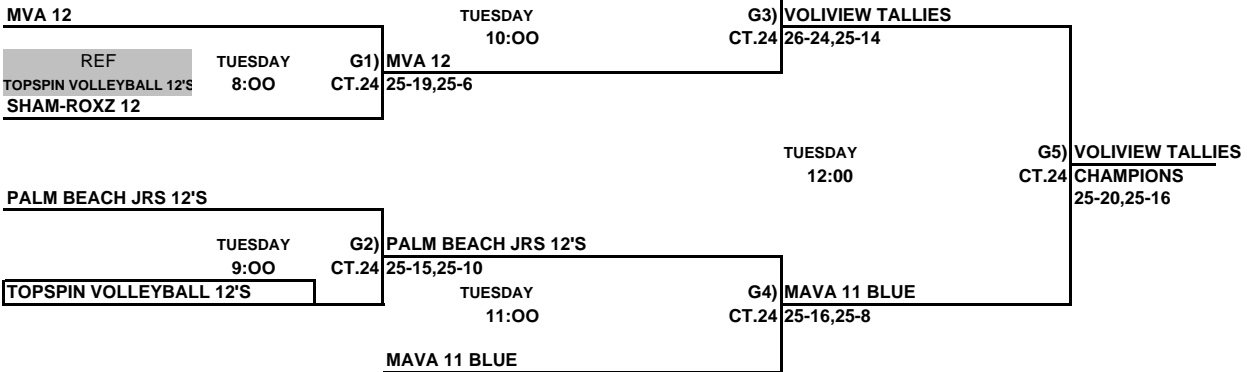 MVA 12 TUESDAY G3) VOLIVIEW TALLIES
10:OO CT.24 26-24,25-14
REF TUESDAY G1) MVA 12
TOPSPIN VOLLEYBALL 12'S 8:OO CT.24 25-19,25-6
SHAM-ROXZ 12
TUESDAY G5) VOLIVIEW TALLIES
12:00 CT.24 CHAMPIONS
PALM BEACH JRS 12'S 25-20,25-16
TUESDAY G2) PALM BEACH JRS 12'S
9:OO CT.24 25-15,25-10
TOPSPIN VOLLEYBALL 12'S TUESDAY G4) MAVA 11 BLUE
11:OO CT.24 25-16,25-8
MAVA 11 BLUE